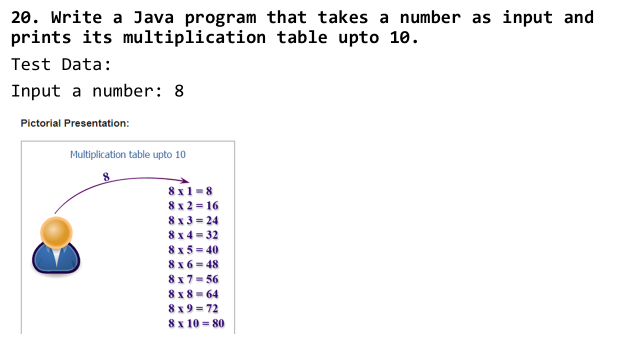 20. Write a Java program that takes a number as input and
prints its multiplication table upto 10.
Test Data:
Input a number: 8
Pictorial Presentation:
Multiplication table upto 10
8
8 x 1 = 8
8 x 2 = 16
8 x 3 = 24
8 x 4 = 32
8 x 5 = 40
8 x 6 = 48
8 x 7 = 56
8 x 8 = 64
8 x 9 = 72
8 x 10 = 80